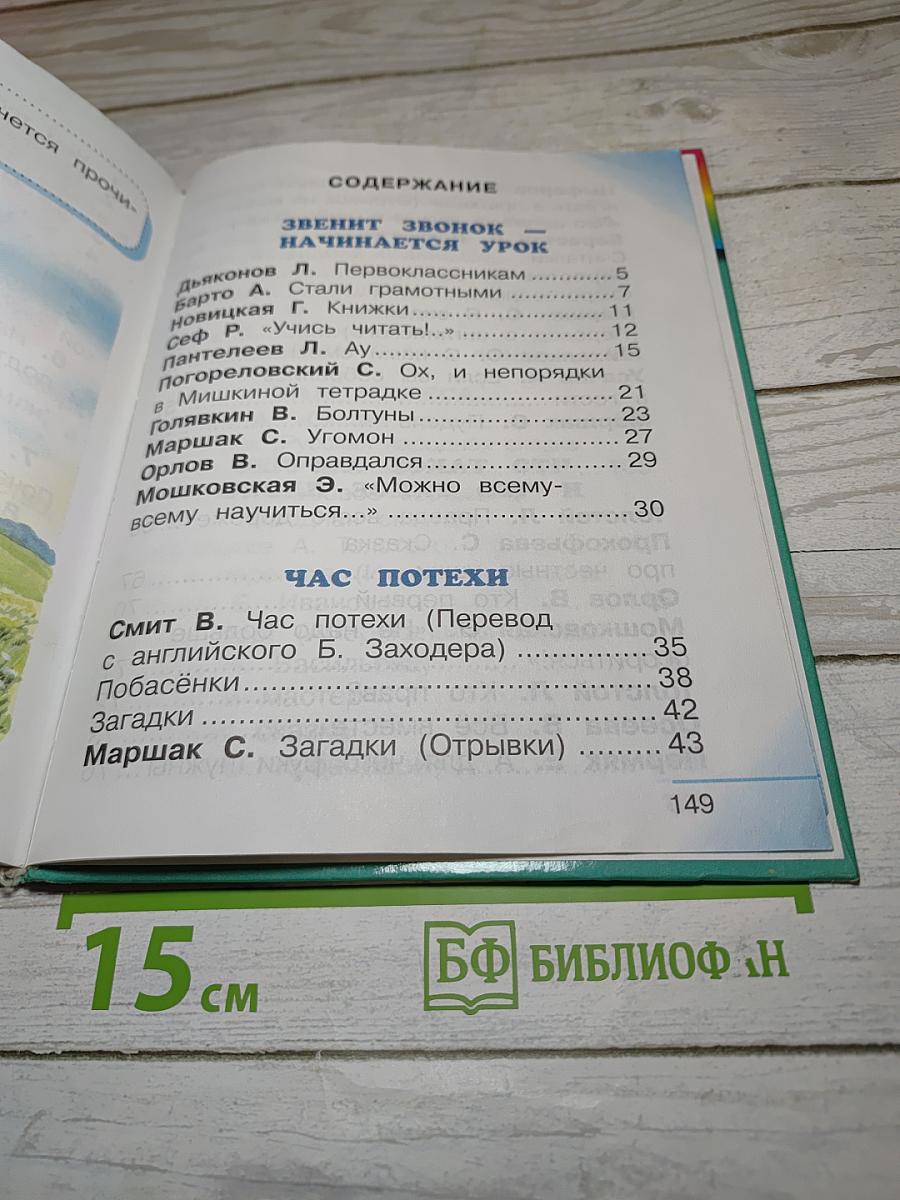 чется прочи-
СОДЕРЖАНИЕ
ЗВЕНИТ ЗВОНОК —
НАЧИНАЕТСЯ УРОК
Дьяконов Л. Первоклассникам ............ 5
Барто А. Стали грамотными ............... 7
Новицкая Г. Книжки ........................ 11
Сеф Р. «Учись читать!..» ................... 12
Пантелеев Л. Ау ............................. 15
Погореловский С. Ох, и непорядки
в Мишкиной тетрадке ....................... 21
Голявкин В. Болтуны ........................ 23
Маршак С. Угомон ........................... 27
Орлов В. Оправдался ........................ 29
Мошковская Э. «Можно всему-
всему научиться...» .......................... 30
ЧАС ПОТЕХИ
Смит В. Час потехи (Перевод
с английского Б. Заходера) ............... 35
Побасёнки ..................................... 38
Загадки ........................................ 42
Маршак С. Загадки (Отрывки) ......... 43
149
15 см
БФ БИБЛИОФ